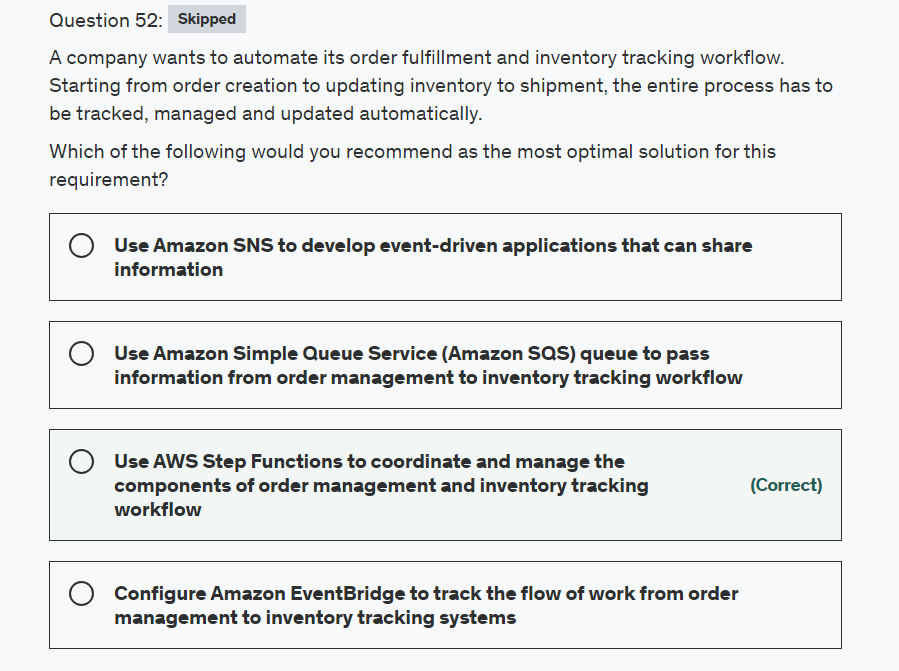 Question 52: Skipped
A company wants to automate its order fulfillment and inventory tracking workflow.
Starting from order creation to updating inventory to shipment, the entire process has to
be tracked, managed and updated automatically.
Which of the following would you recommend as the most optimal solution for this
requirement?
Use Amazon SNS to develop event-driven applications that can share
information
Use Amazon Simple Queue Service (Amazon SQS) queue to pass
information from order management to inventory tracking workflow
Use AWS Step Functions to coordinate and manage the
components of order management and inventory tracking
workflow
(Correct)
Configure Amazon EventBridge to track the flow of work from order
management to inventory tracking systems